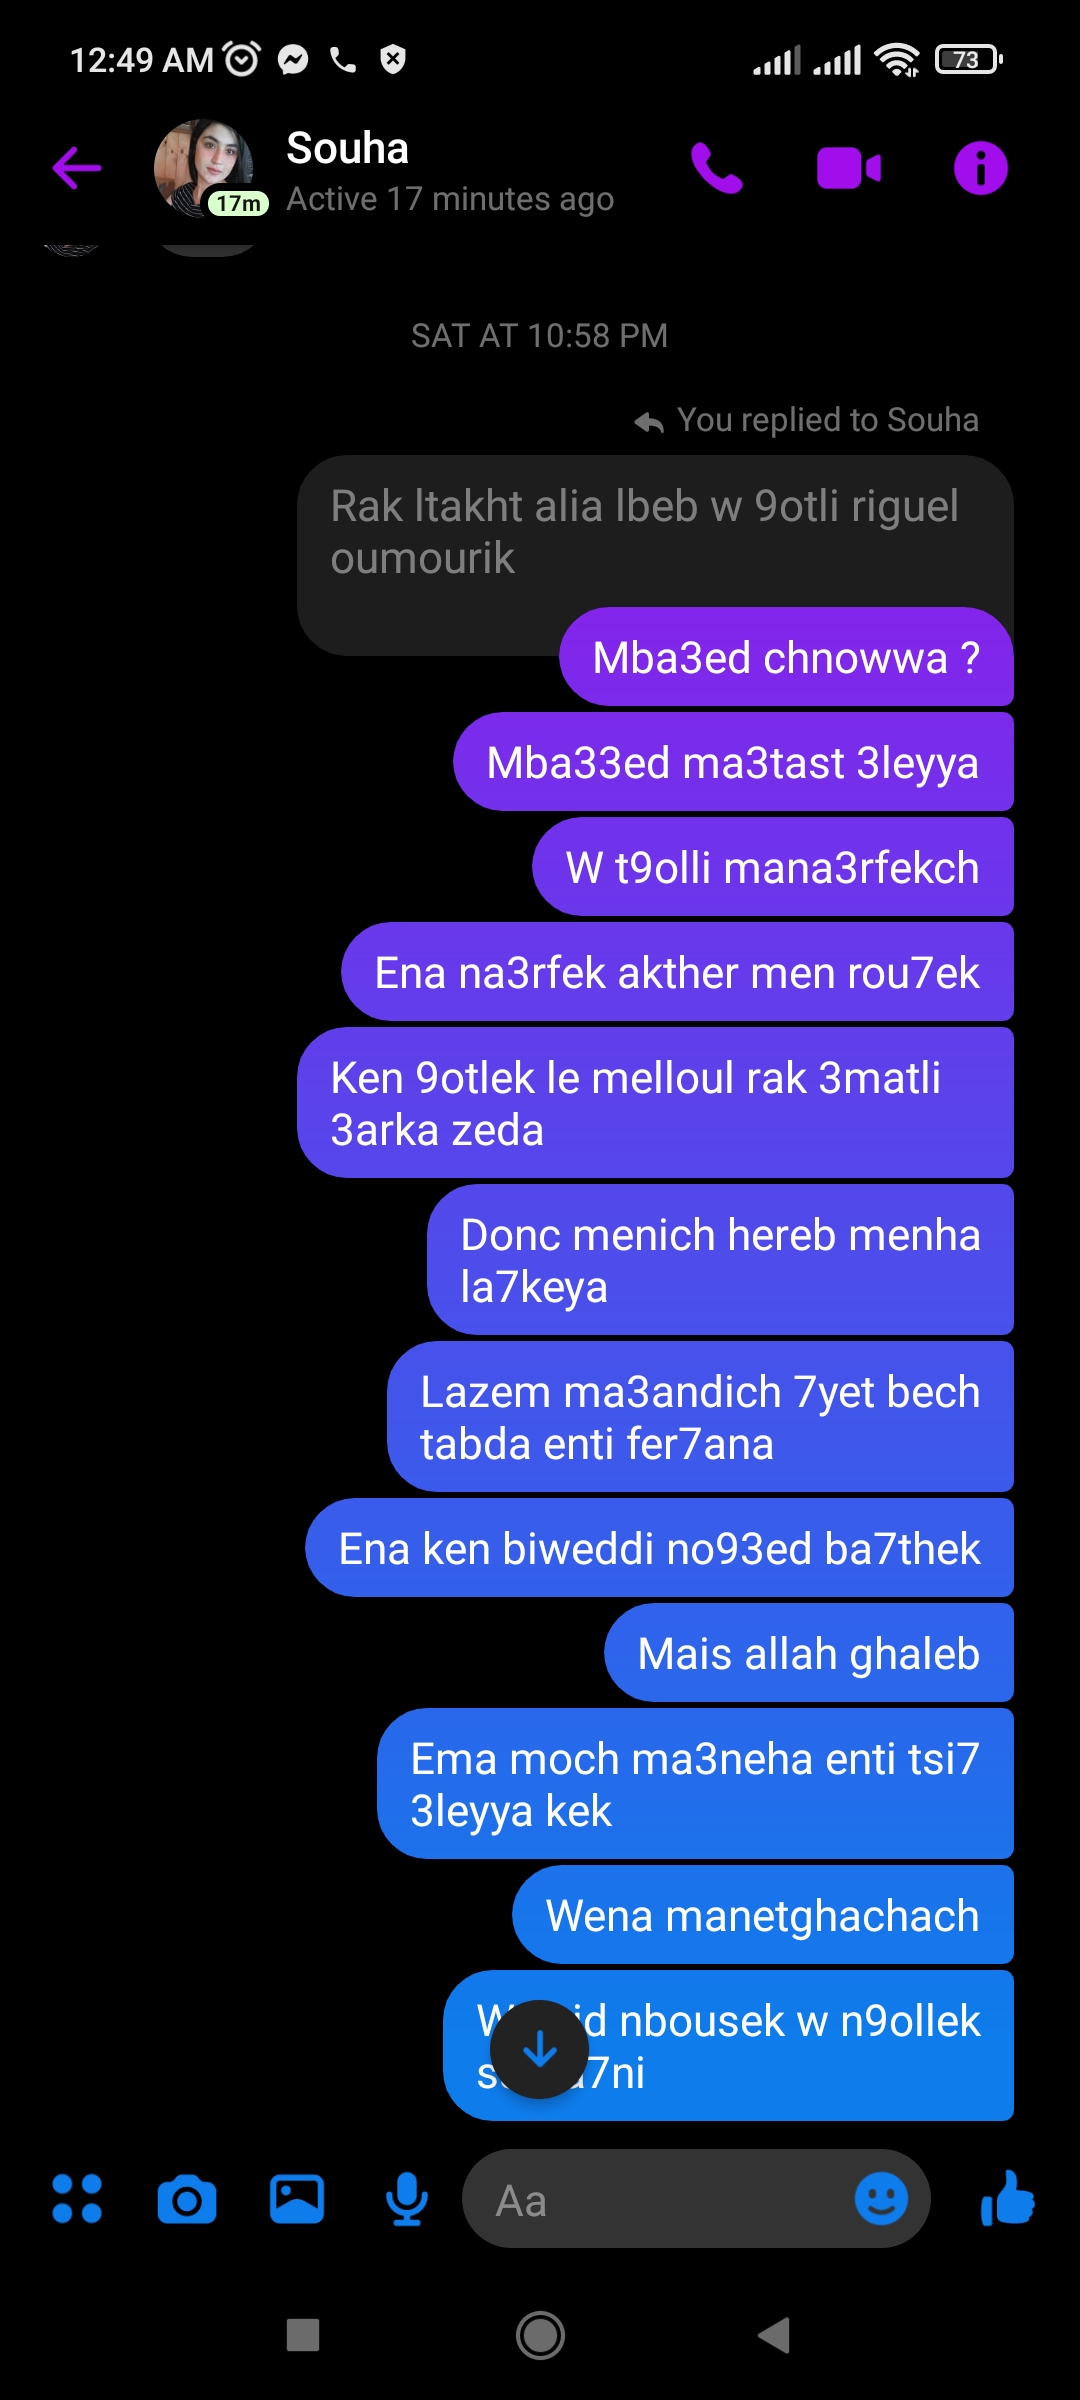 12:49 AM
73
Souha
17m
Active 17 minutes ago
SAT AT 10:58 PM
You replied to Souha
Rak ltakht alia lbeb w 9otli riguel
oumourik
Mba3ed chnowwa ?
Mba33ed ma3tast 3leyya
W t9olli mana3rfekch
Ena na3rfek akther men rou7ek
Ken 9otlek le melloul rak 3matli
3arka zeda
Donc menich hereb menha
la7keya
Lazem ma3andich 7yet bech
tabda enti fer7ana
Ena ken biweddi no93ed ba7thek
Mais allah ghaleb
Ema moch ma3neha enti tsi7
3leyya kek
Wena manetghachach
nbousek w n9ollek
Aa